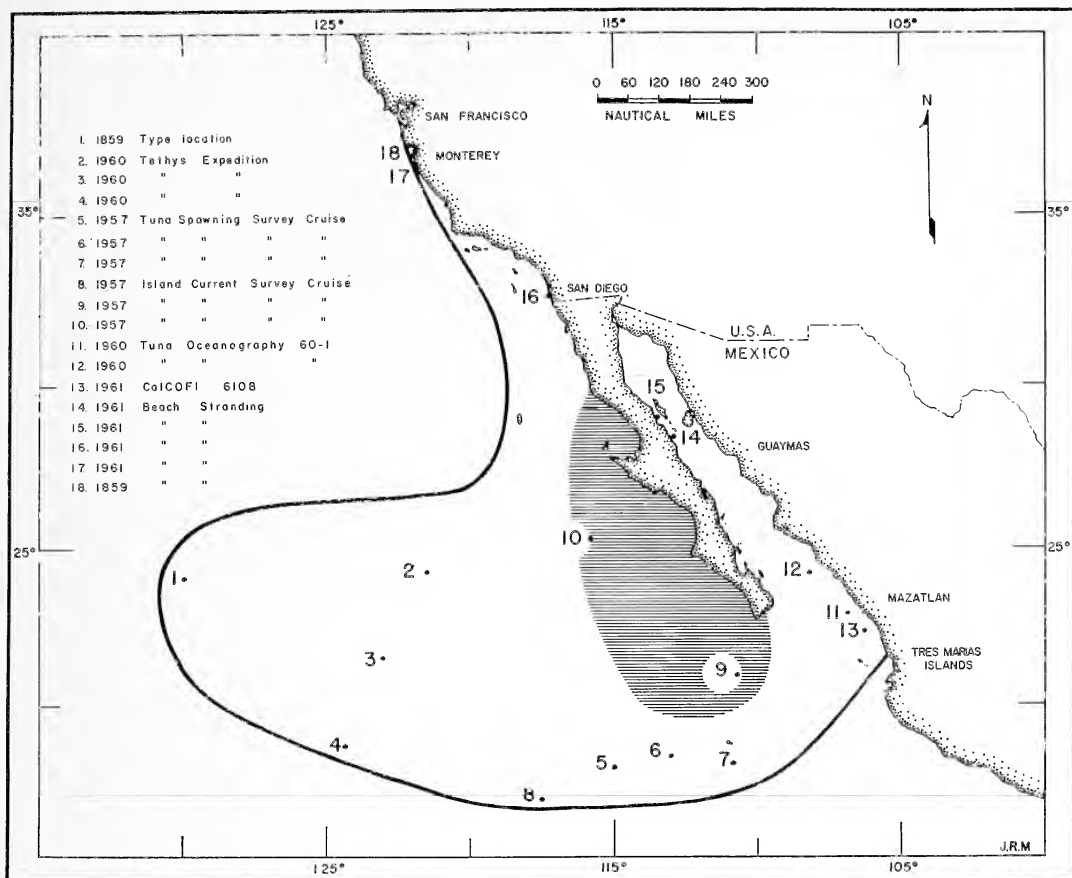 125° 115° 105°
0 60 120 180 240 300
NAUTICAL MILES
N
SAN FRANCISCO
18 MONTEREY
17
1. 1859 Type location
2. 1960 Tethys Expedition
3. 1960 " "
4. 1960 " "
5. 1957 Tuna Spawning Survey Cruise
6. 1957 " " " "
7. 1957 " " " "
8. 1957 Island Current Survey Cruise
9. 1957 " " " "
10. 1957 " " " "
11. 1960 Tuna Oceanography 60-1
12. 1960 " " "
13. 1961 CalCOFI 6108
14. 1961 Beach Stranding
15. 1961 " "
16. 1961 " "
17. 1961 " "
18. 1859 " "
35° 35°
16 SAN DIEGO
U.S.A.
MEXICO
15
14
GUAYMAS
25° 25°
10
12
1 2
MAZATLAN
11
13
TRES MARIAS
ISLANDS
3
9
4
6
5 7
8
J.R.M
125° 115° 105°